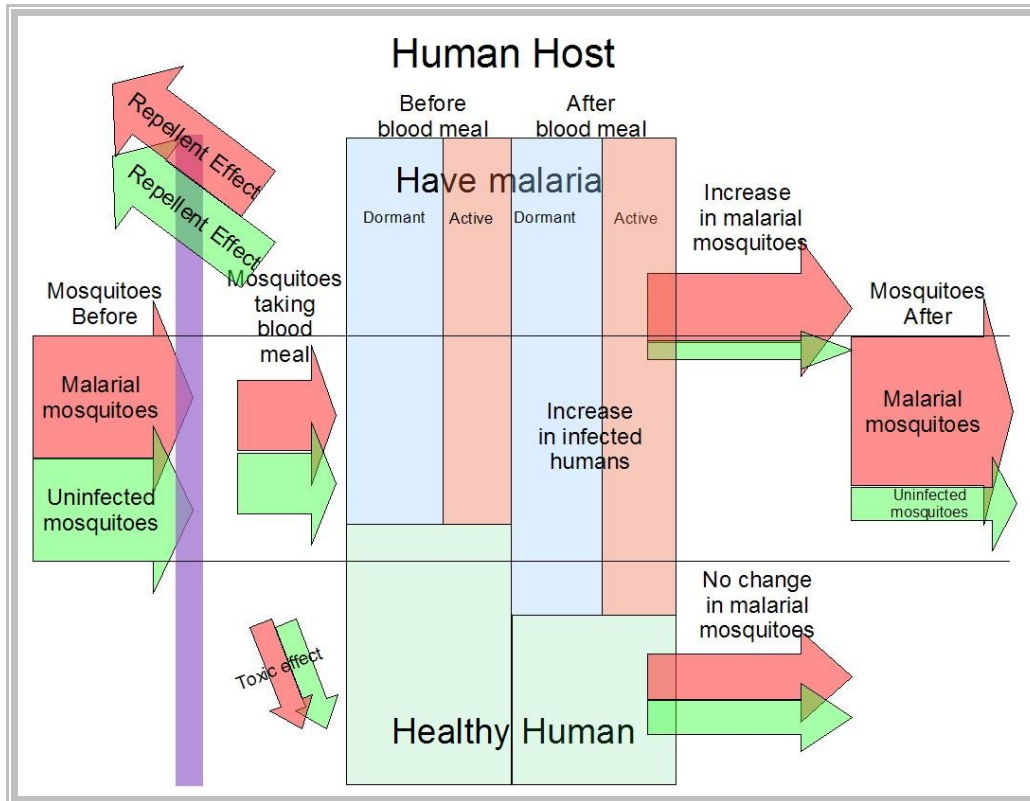 Human Host
Before
blood meal
After
blood meal
Repellent Effect
Repellent Effect
Have malaria
Dormant
Active
Dormant
Active
Increase
in malarial
mosquitoes
Mosquitoes
Before
Mosquitoes
taking
blood
meal
Mosquitoes
After
Malarial
mosquitoes
Uninfected
mosquitoes
Increase
in infected
humans
Malarial
mosquitoes
Uninfected
mosquitoes
No change
in malarial
mosquitoes
Toxic effect
Healthy Human